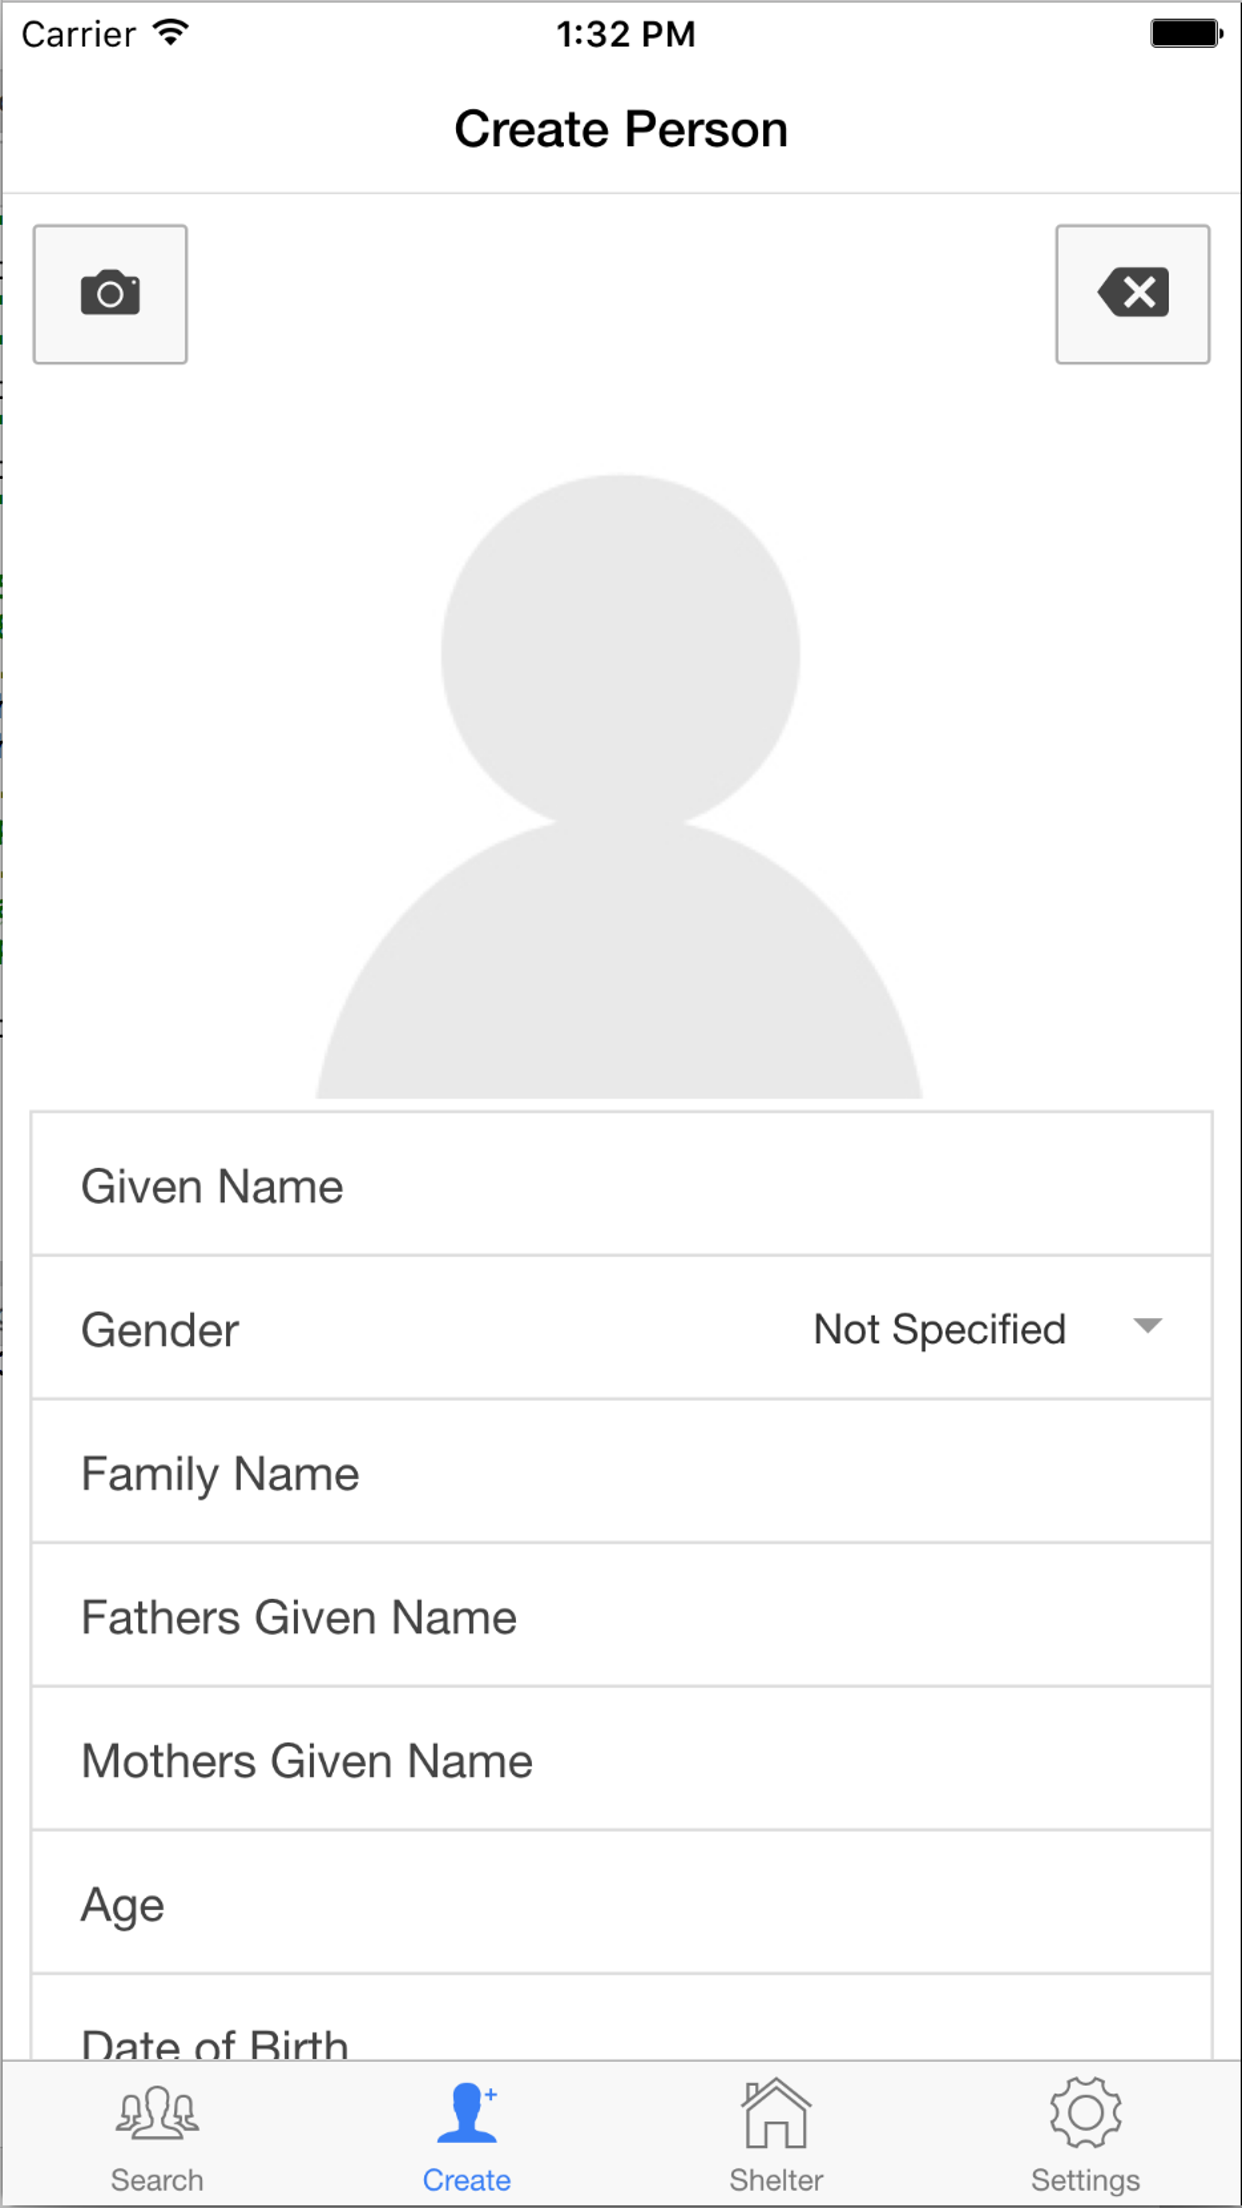 Carrier 1:32 PM
Create Person
Given Name
Gender Not Specified
Family Name
Fathers Given Name
Mothers Given Name
Age
Date of Birth
Search Create Shelter Settings